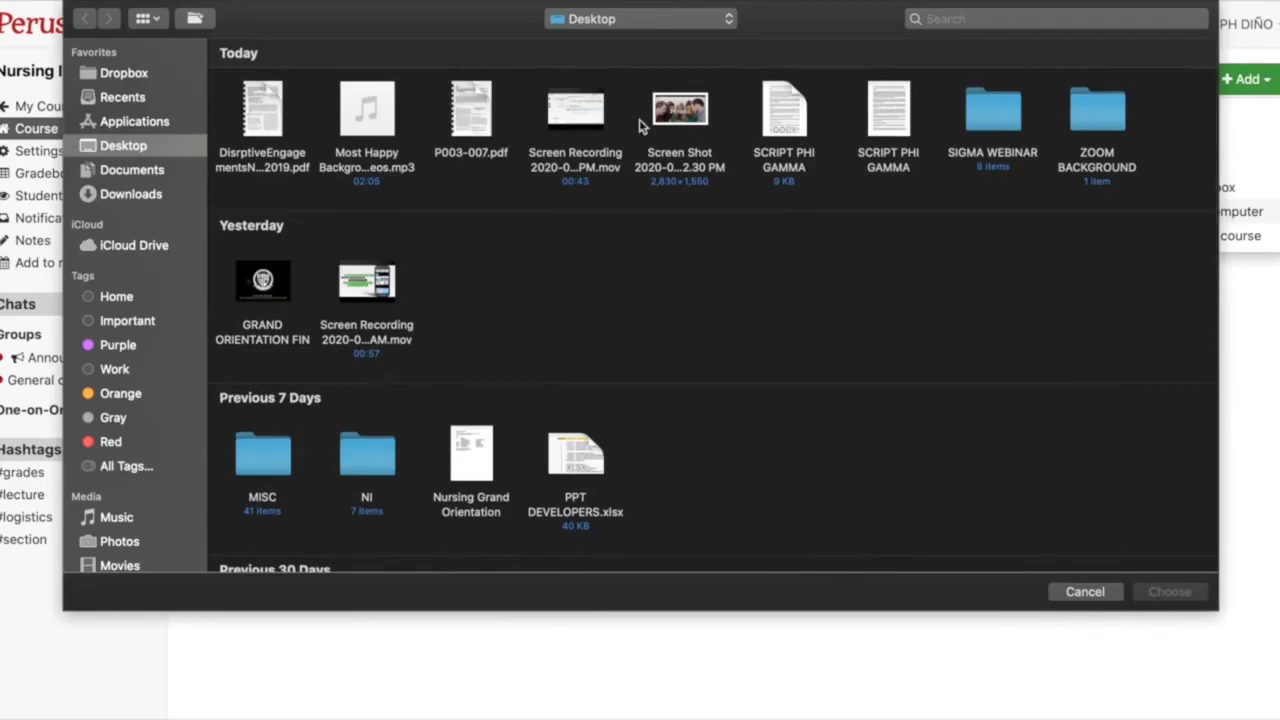 Perus
Nursing I
My Cou
Course
Settings
Gradeb
Student
Notifica
Notes
Add to r
Chats
Groups
Annou
General c
One-on-On
Hashtags
#grades
#lecture
#logistics
#section
Desktop
Search
Favorites
Dropbox
Recents
Applications
Desktop
Documents
Downloads
iCloud
iCloud Drive
Tags
Home
Important
Purple
Work
Orange
Gray
Red
All Tags...
Media
Music
Photos
Movies
Today
DisrptiveEngage
mentsN...2019.pdf
Most Happy
Backgro...eos.mp3
02:05
P003-007.pdf
Screen Recording
2020-0...PM.mov
00:43
Screen Shot
2020-0...2.30 PM
2,830×1,550
DOCX
SCRIPT PHI
GAMMA
9 KB
SCRIPT PHI
GAMMA
SIGMA WEBINAR
6 items
ZOOM
BACKGROUND
1 item
Yesterday
GRAND
ORIENTATION FIN
Screen Recording
2020-0...AM.mov
00:57
Previous 7 Days
MISC
41 items
NI
7 items
Nursing Grand
Orientation
XLSX
PPT
DEVELOPERS.xlsx
40 KB
Previous 30 Days
Cancel
Choose
PH DIÑO
+ Add
ox
mputer
course